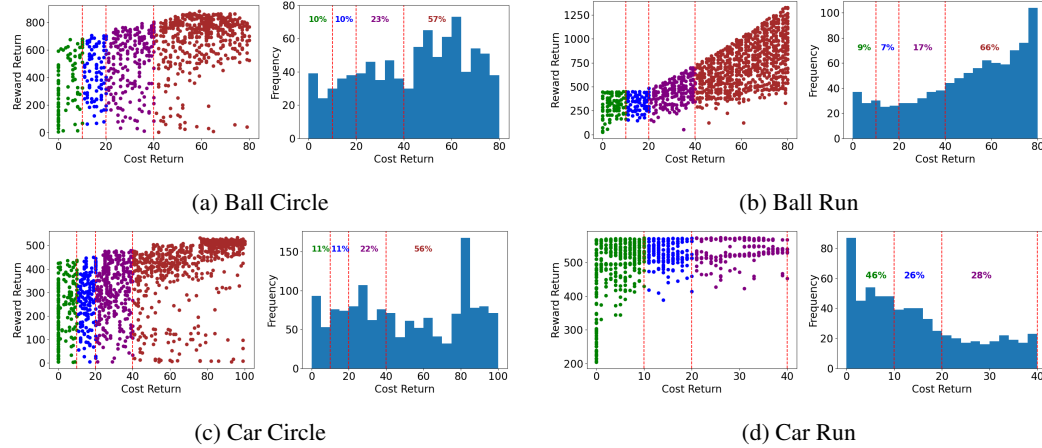 Reward Return
800
600
400
200
0
0 20 40 60 80
Cost Return
Frequency
80
60
40
20
0
10% 10% 23% 57%
0 20 40 60 80
Cost Return
(a) Ball Circle
Reward Return
1250
1000
750
500
250
0
0 20 40 60 80
Cost Return
Frequency
100
80
60
40
20
0
9% 7% 17% 66%
0 20 40 60 80
Cost Return
(b) Ball Run
Reward Return
500
400
300
200
100
0
0 20 40 60 80 100
Cost Return
Frequency
150
100
50
0
11% 11% 22% 56%
0 20 40 60 80 100
Cost Return
(c) Car Circle
Reward Return
500
400
300
200
0 10 20 30 40
Cost Return
Frequency
80
60
40
20
0
46% 26% 28%
0 10 20 30 40
Cost Return
(d) Car Run